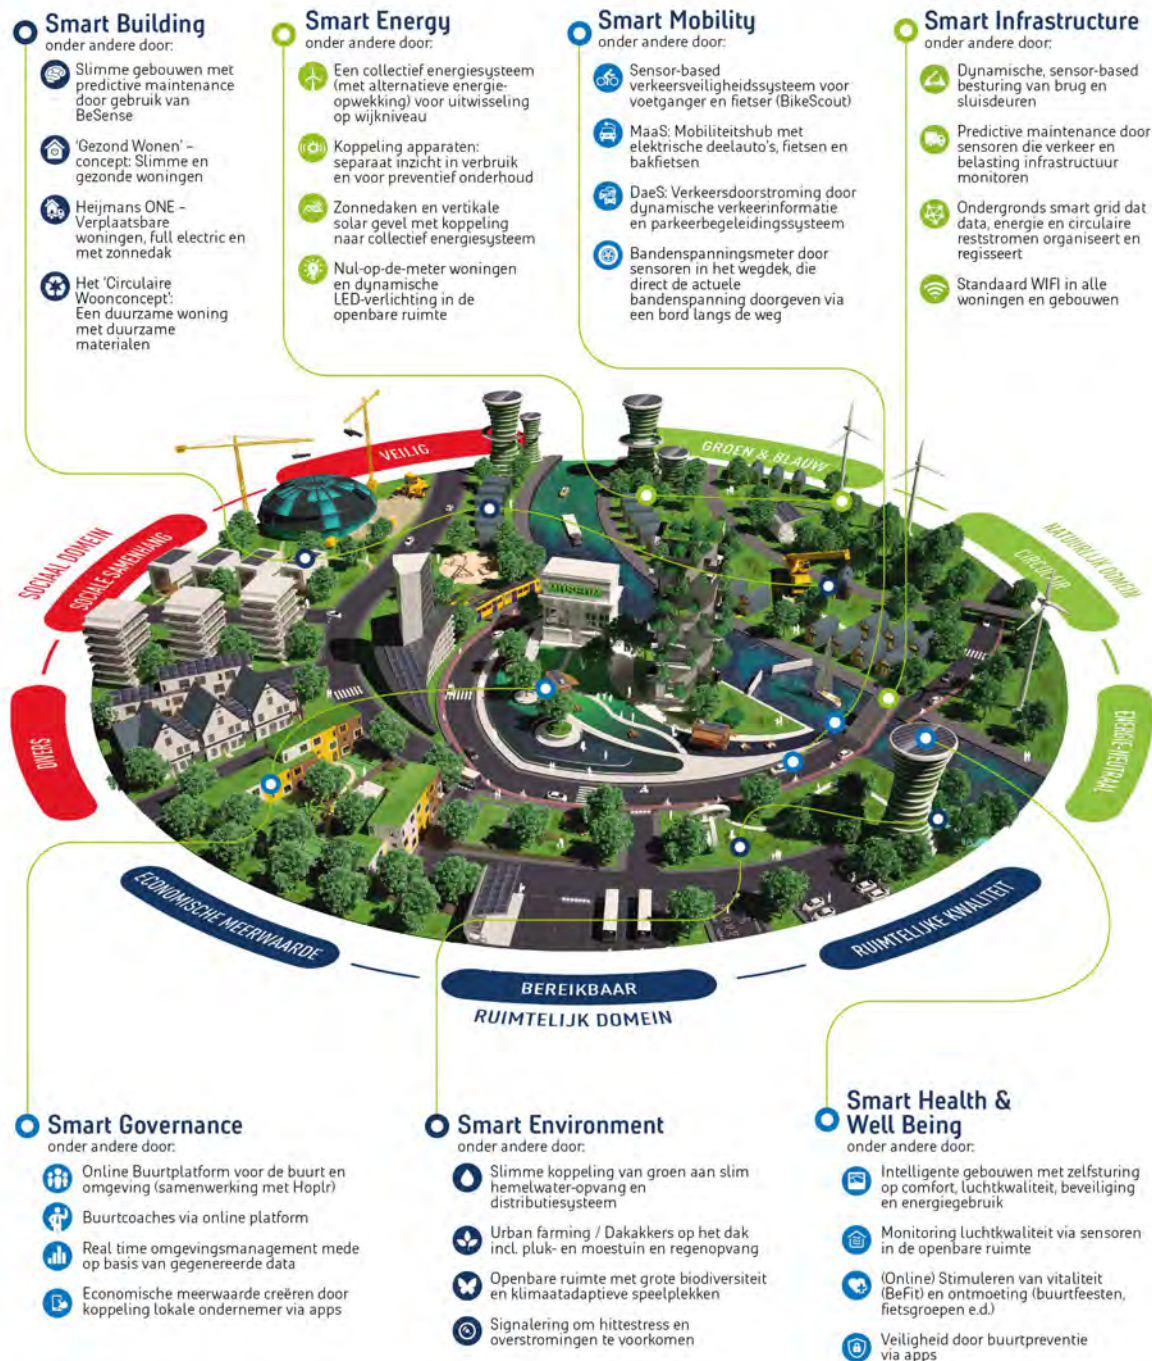 Smart Building
onder andere door:
Slimme gebouwen met
predictive maintenance
door gebruik van
BeSense
'Gezond Wonen' –
concept: Slimme en
gezonde woningen
Heijmans ONE –
Verplaatsbare
woningen, full electric en
met zonnedak
Het 'Circulaire
Woonconcept':
Een duurzame woning
met duurzame
materialen
Smart Energy
onder andere door:
Een collectief energiesysteem
(met alternatieve energie-
opwekking) voor uitwisseling
op wijkniveau
Koppeling apparaten:
separaat inzicht in verbruik
en voor preventief onderhoud
Zonnedaken en vertikale
solar gevel met koppeling
naar collectief energiesysteem
Nul-op-de-meter woningen
en dynamische
LED-verlichting in de
openbare ruimte
Smart Mobility
onder andere door:
Sensor-based
verkeersveiligheidssysteem voor
voetganger en fietser (BikeScout)
MaaS: Mobiliteitshub met
elektrische deelauto's, fietsen en
bakfietsen
DaeS: Verkeersdoorstroming door
dynamische verkeerinformatie
en parkeerbegeleidingssysteem
Bandenspanningsmeter door
sensoren in het wegdek, die
direct de actuele
bandenspanning doorgeven via
een bord langs de weg
Smart Infrastructure
onder andere door:
Dynamische, sensor-based
besturing van brug en
sluisdeuren
Predictive maintenance door
sensoren die verkeer en
belasting infrastructuur
monitoren
Ondergronds smart grid dat
data, energie en circulaire
reststromen organiseert en
regisseert
Standaard WIFI in alle
woningen en gebouwen
VEILIG
GROEN & BLAUW
SOCIAAL DOMEIN
SOCIALE SAMENHANG
NATUURLIJK DOMEIN
CIRCULAIR
MUSEUM
DIVERS
ENERGIE-NEUTRAAL
ECONOMISCHE MEERWAARDE
RUIMTELIJKE KWALITEIT
BEREIKBAAR
RUIMTELIJK DOMEIN
Smart Governance
onder andere door:
Online Buurtplatform voor de buurt en
omgeving (samenwerking met Hoplr)
Buurtcoaches via online platform
Real time omgevingsmanagement mede
op basis van gegenereerde data
Economische meerwaarde creëren door
koppeling lokale ondernemer via apps
Smart Environment
onder andere door:
Slimme koppeling van groen aan slim
hemelwater-opvang en
distributiesysteem
Urban farming / Dakakkers op het dak
incl. pluk- en moestuin en regenopvang
Openbare ruimte met grote biodiversiteit
en klimaatadaptieve speelplekken
Signalering om hittestress en
overstromingen te voorkomen
Smart Health &
Well Being
onder andere door:
Intelligente gebouwen met zelfsturing
op comfort, luchtkwaliteit, beveiliging
en energiegebruik
Monitoring luchtkwaliteit via sensoren
in de openbare ruimte
(Online) Stimuleren van vitaliteit
(BeFit) en ontmoeting (buurtfeesten,
fietsgroepen e.d.)
Veiligheid door buurtpreventie
via apps